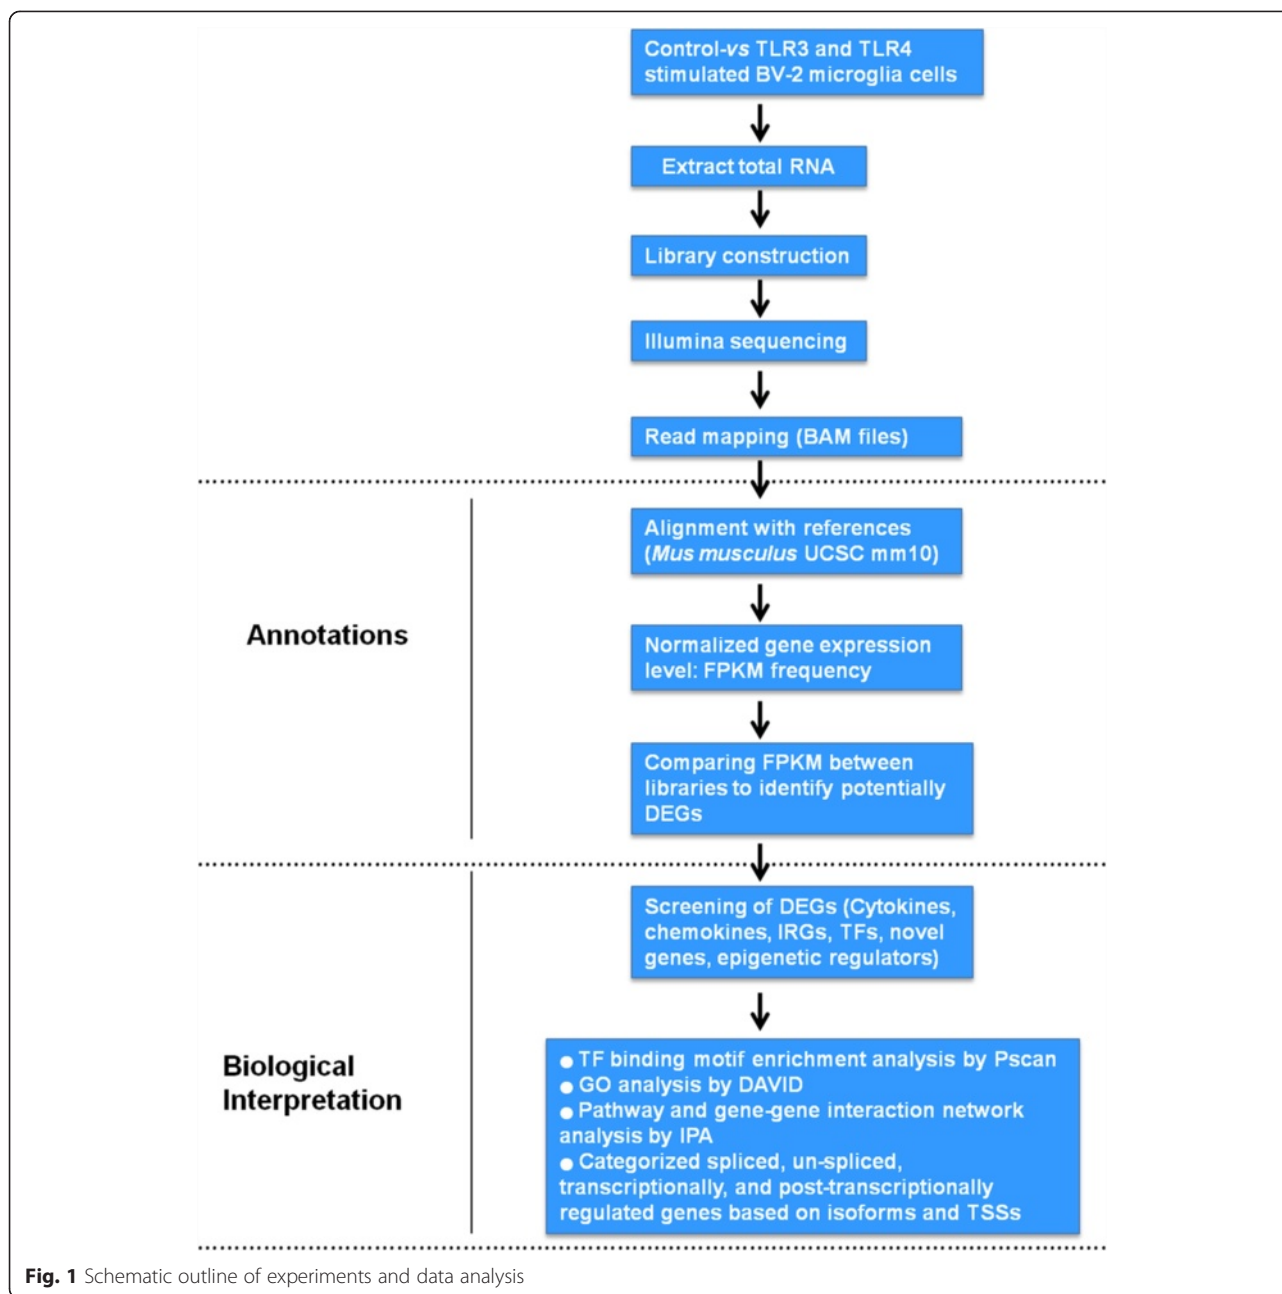 Control-vs TLR3 and TLR4
stimulated BV-2 microglia cells
Extract total RNA
Library construction
Illumina sequencing
Read mapping (BAM files)
Annotations
Alignment with references
(Mus musculus UCSC mm10)
Normalized gene expression
level: FPKM frequency
Comparing FPKM between
libraries to identify potentially
DEGs
Biological
Interpretation
Screening of DEGs (Cytokines,
chemokines, IRGs, TFs, novel
genes, epigenetic regulators)
● TF binding motif enrichment analysis by Pscan
● GO analysis by DAVID
● Pathway and gene-gene interaction network
analysis by IPA
● Categorized spliced, un-spliced,
transcriptionally, and post-transcriptionally
regulated genes based on isoforms and TSSs
Fig. 1 Schematic outline of experiments and data analysis